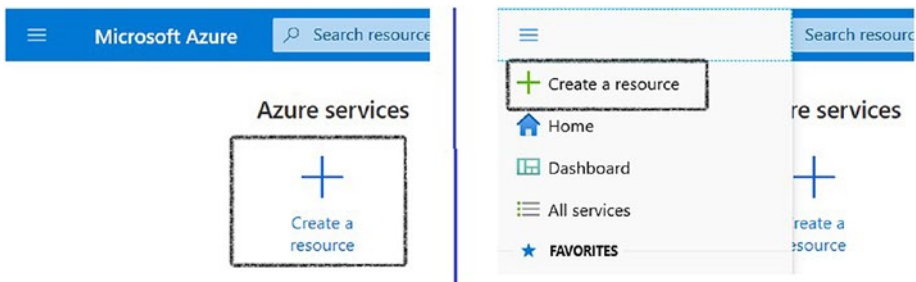 Microsoft Azure
Search resource
Azure services
Create a
resource
Search resourc
Create a resource
Home
re services
Dashboard
All services
reate a
esource
FAVORITES